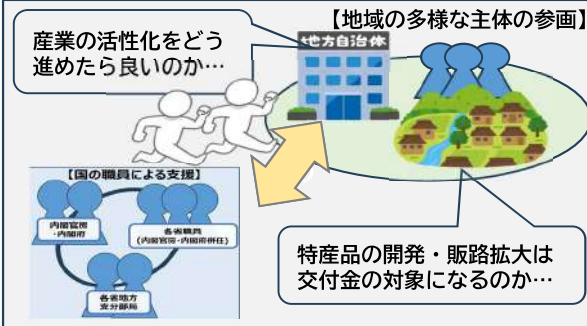 【地域の多様な主体の参画】
産業の活性化をどう
進めたら良いのか…
地方自治体
【国の職員による支援】
内閣官房
・内閣府
各省職員
(内閣官房・内閣府併任)
各省地方
支分部局
特産品の開発・販路拡大は
交付金の対象になるのか…